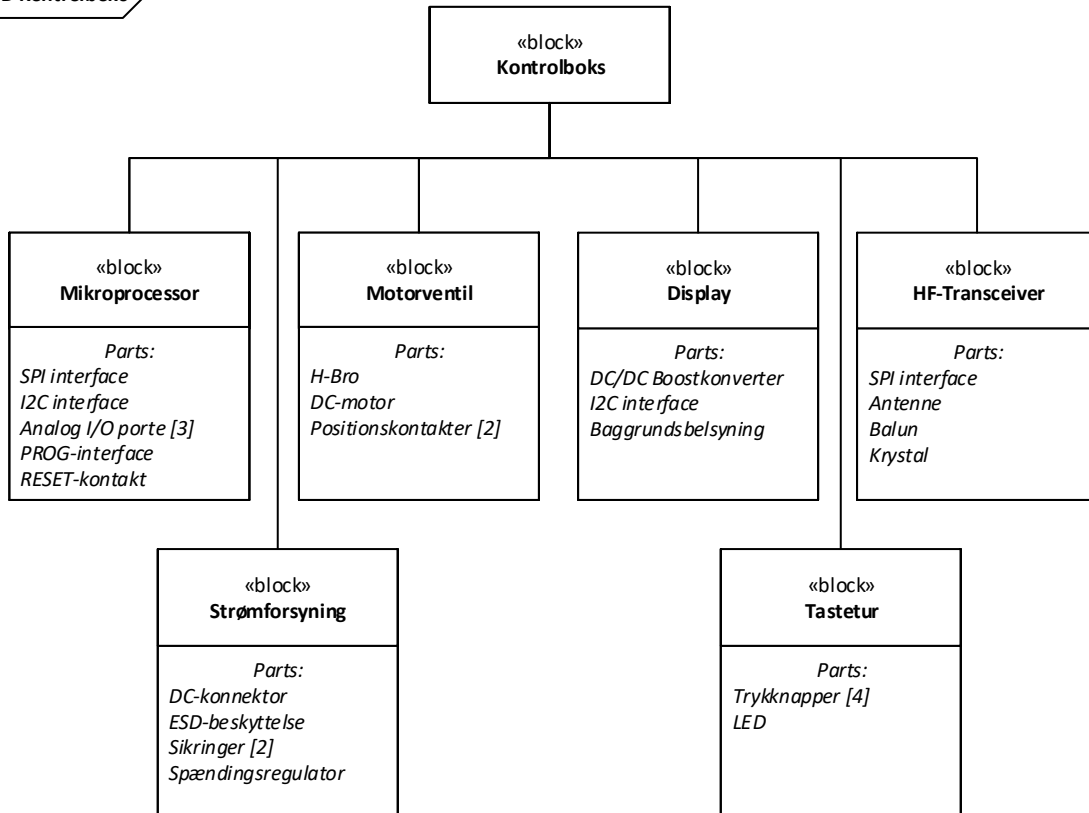 Kontrolboks
«block»
Kontrolboks
«block»
Mikroprocessor
Parts:
SPI interface
I2C interface
Analog I/O porte [3]
PROG-interface
RESET-kontakt
«block»
Motorventil
Parts:
H-Bro
DC-motor
Positionskontakter [2]
«block»
Display
Parts:
DC/DC Boostkonverter
I2C interface
Baggrundsbelsyning
«block»
HF-Transceiver
Parts:
SPI interface
Antenne
Balun
Krystal
«block»
Strømforsyning
Parts:
DC-konnektor
ESD-beskyttelse
Sikringer [2]
Spændingsregulator
«block»
Tastetur
Parts:
Trykknapper [4]
LED